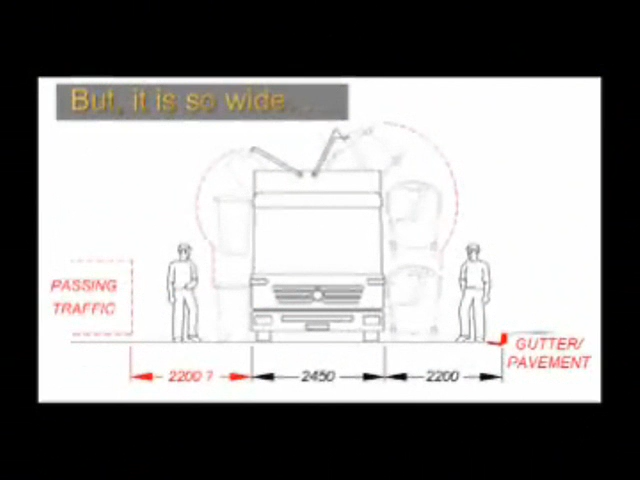 But, it is so wide....
PASSING
TRAFFIC
GUTTER/
PAVEMENT
2200 ?
2450
2200